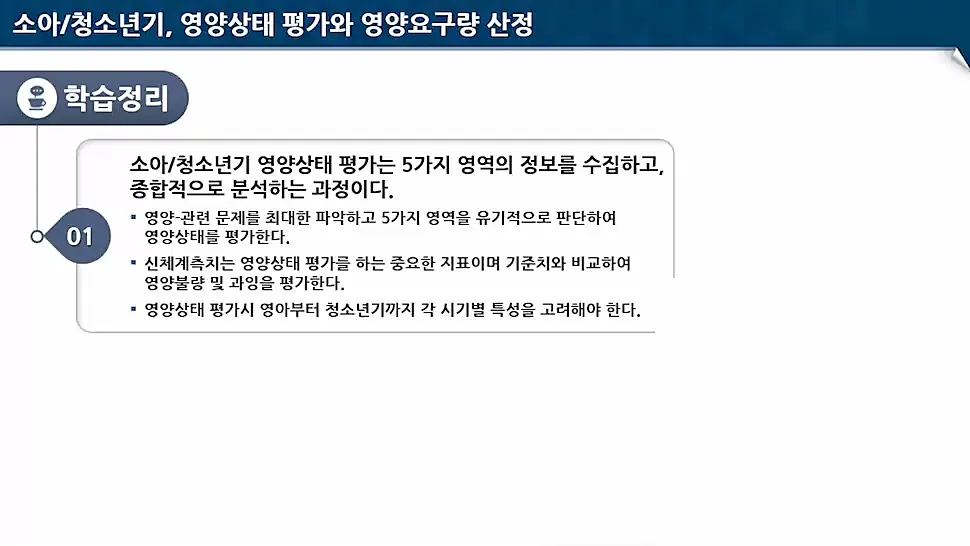 소아/청소년기, 영양상태 평가와 영양요구량 산정
학습정리
01
소아/청소년기 영양상태 평가는 5가지 영역의 정보를 수집하고,
종합적으로 분석하는 과정이다.
▪ 영양-관련 문제를 최대한 파악하고 5가지 영역을 유기적으로 판단하여
영양상태를 평가한다.
▪ 신체계측치는 영양상태 평가를 하는 중요한 지표이며 기준치와 비교하여
영양불량 및 과잉을 평가한다.
▪ 영양상태 평가시 영아부터 청소년기까지 각 시기별 특성을 고려해야 한다.